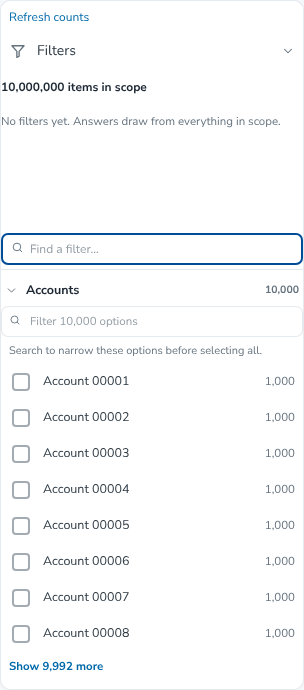 Refresh counts
Filters
10,000,000 items in scope
No filters yet. Answers draw from everything in scope.
Find a filter...
Accounts 10,000
Filter 10,000 options
Search to narrow these options before selecting all.
Account 00001 1,000
Account 00002 1,000
Account 00003 1,000
Account 00004 1,000
Account 00005 1,000
Account 00006 1,000
Account 00007 1,000
Account 00008 1,000
Show 9,992 more